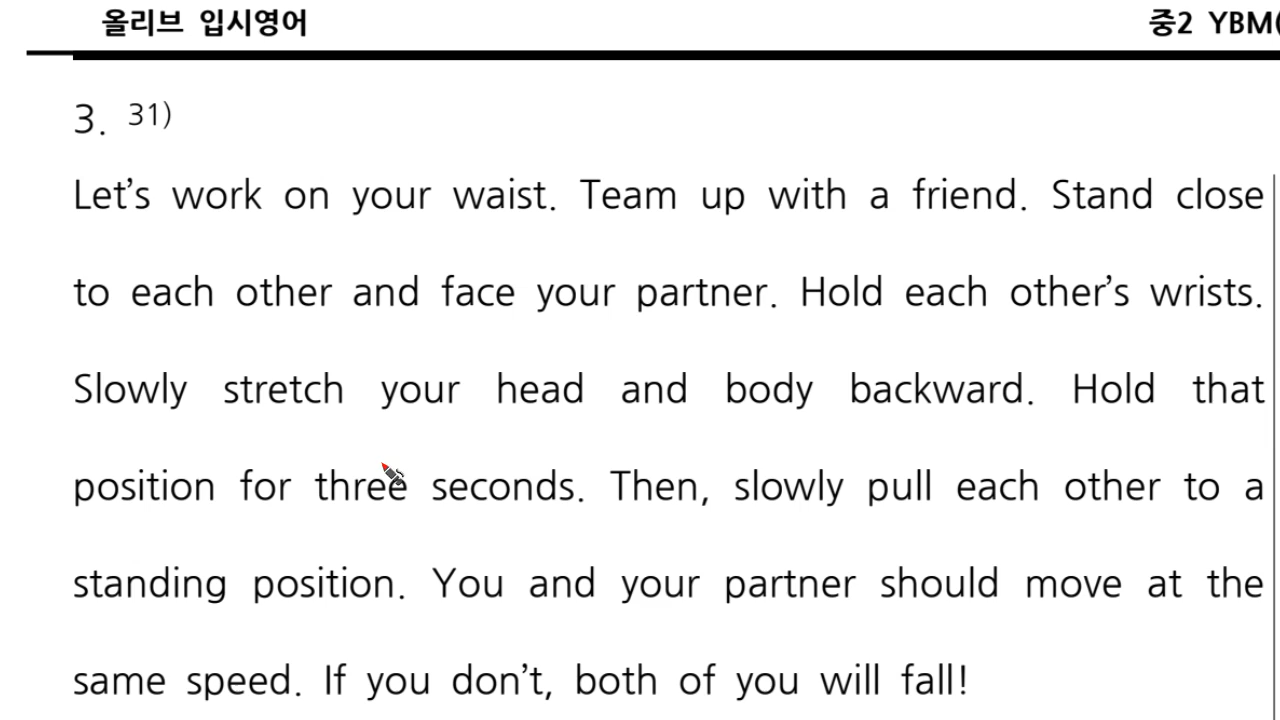 올리브 입시영어
중2 YBM(
3. 31)
Let’s work on your waist. Team up with a friend. Stand close
to each other and face your partner. Hold each other’s wrists.
Slowly stretch your head and body backward. Hold that
position for three seconds. Then, slowly pull each other to a
standing position. You and your partner should move at the
same speed. If you don’t, both of you will fall!